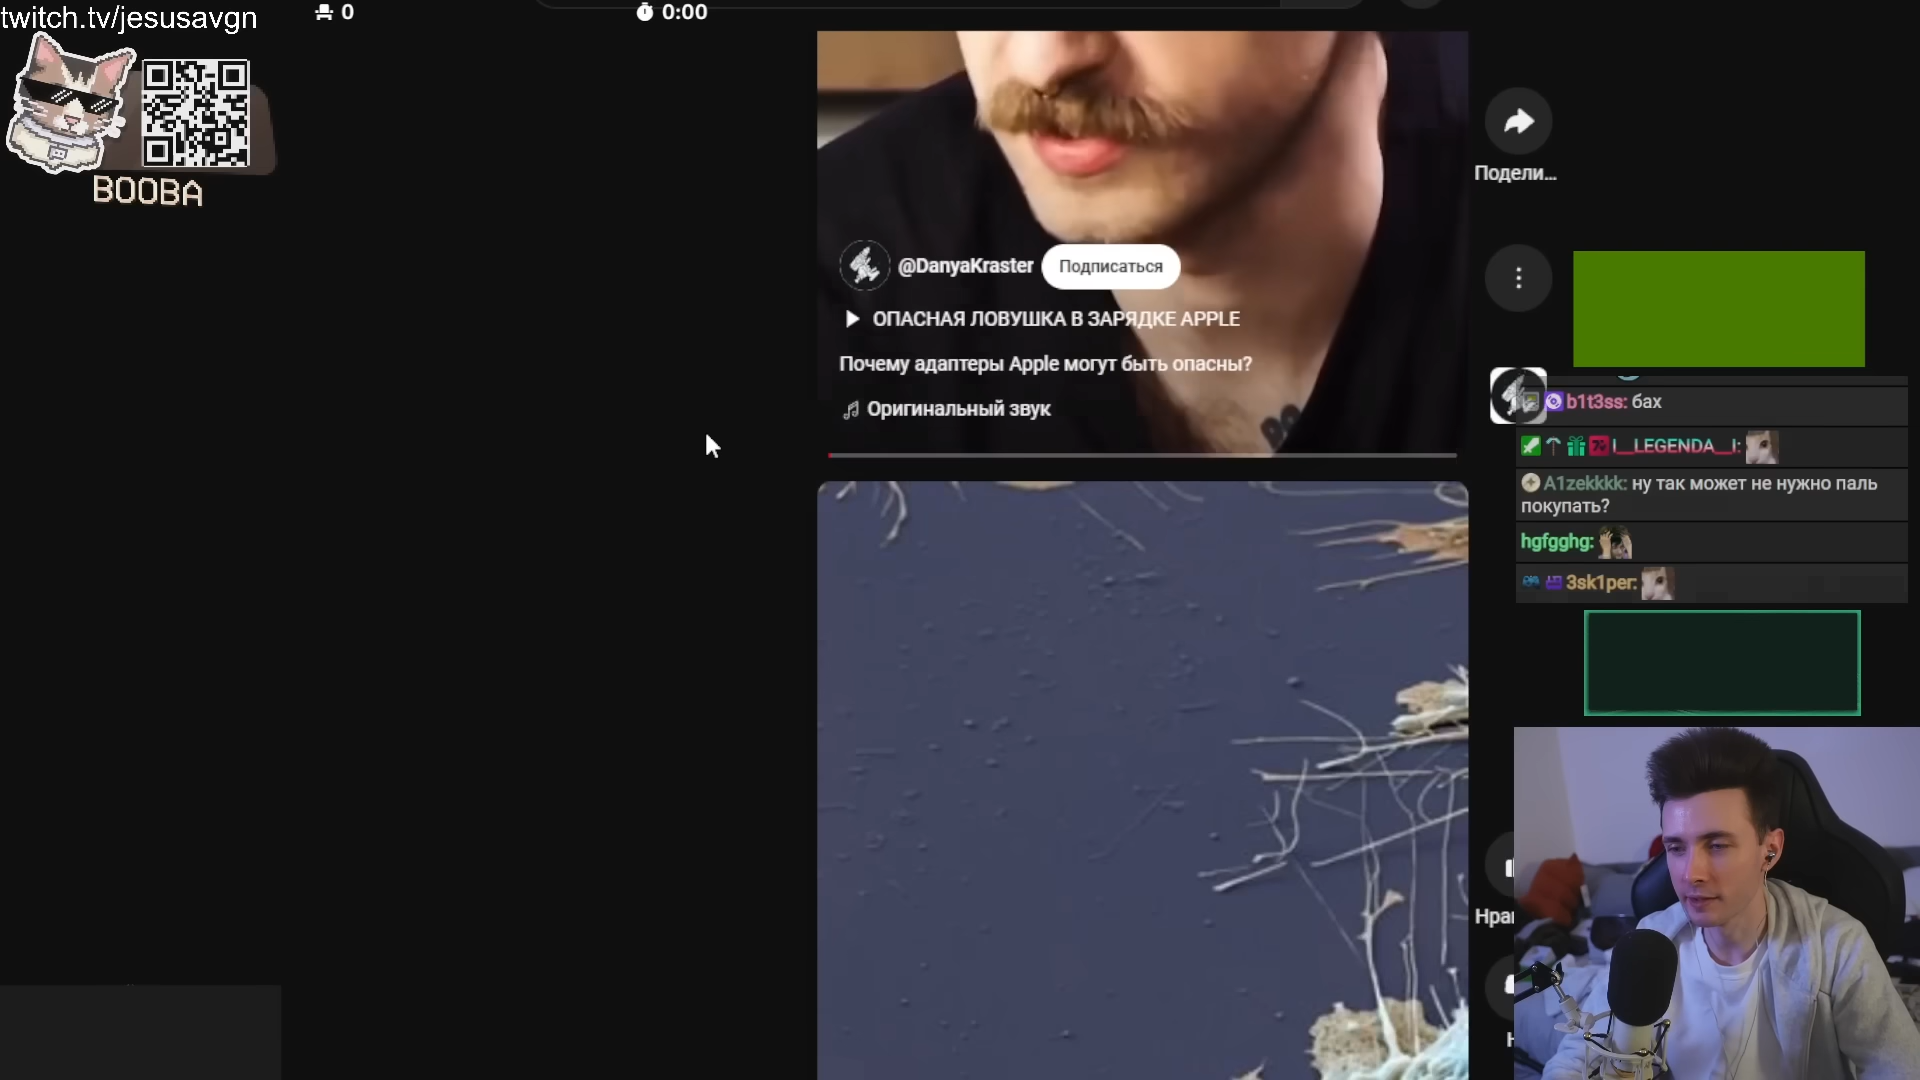 twitch.tv/jesusavgn
0
0:00
BOOBA
@DanyaKraster
Подписаться
ОПАСНАЯ ЛОВУШКА В ЗАРЯДКЕ APPLE
Почему адаптеры Apple могут быть опасны?
Оригинальный звук
Подели...
b1t3ss: бах
I__LEGENDA__I:
A1zekkkk: ну так может не нужно паль
покупать?
hgfgghg:
3sk1per: